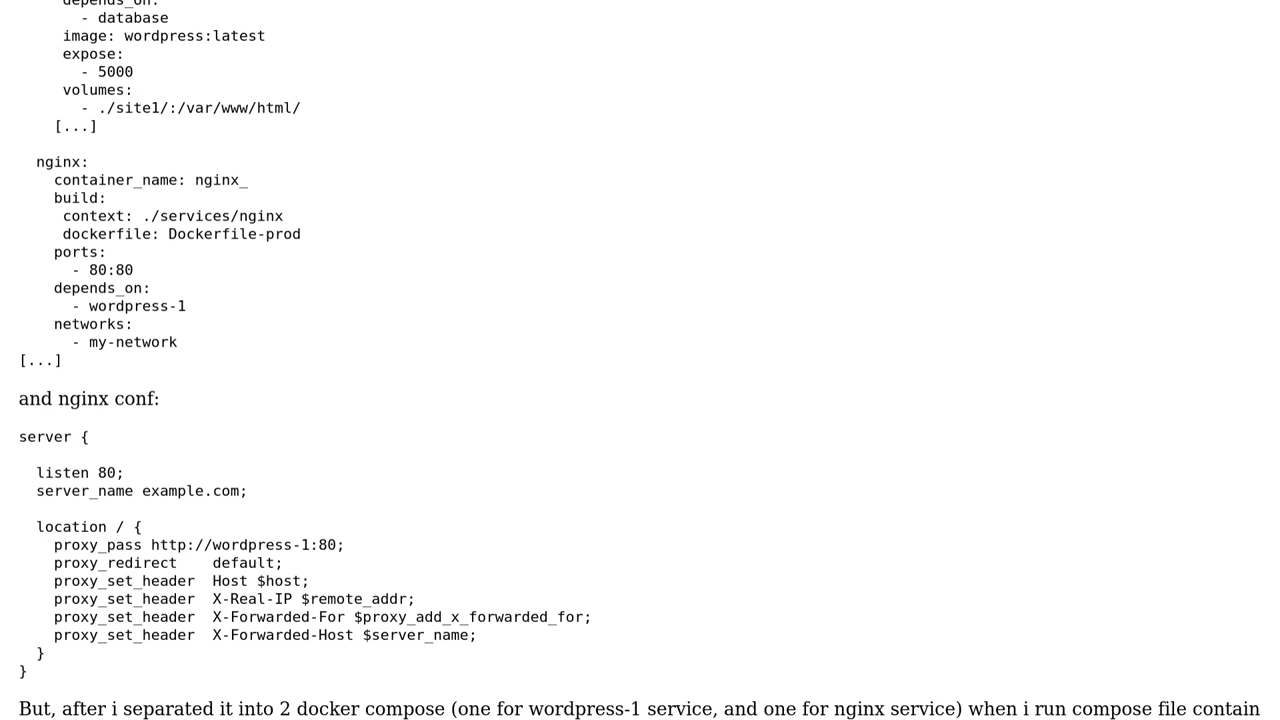 depends_on:
- database
image: wordpress:latest
expose:
- 5000
volumes:
- ./site1/:/var/www/html/
[...]
nginx:
container_name: nginx_
build:
context: ./services/nginx
dockerfile: Dockerfile-prod
ports:
- 80:80
depends_on:
- wordpress-1
networks:
- my-network
[...]
and nginx conf:
server {
listen 80;
server_name example.com;
location / {
proxy_pass http://wordpress-1:80;
proxy_redirect    default;
proxy_set_header  Host $host;
proxy_set_header  X-Real-IP $remote_addr;
proxy_set_header  X-Forwarded-For $proxy_add_x_forwarded_for;
proxy_set_header  X-Forwarded-Host $server_name;
}
}
But, after i separated it into 2 docker compose (one for wordpress-1 service, and one for nginx service) when i run compose file contain